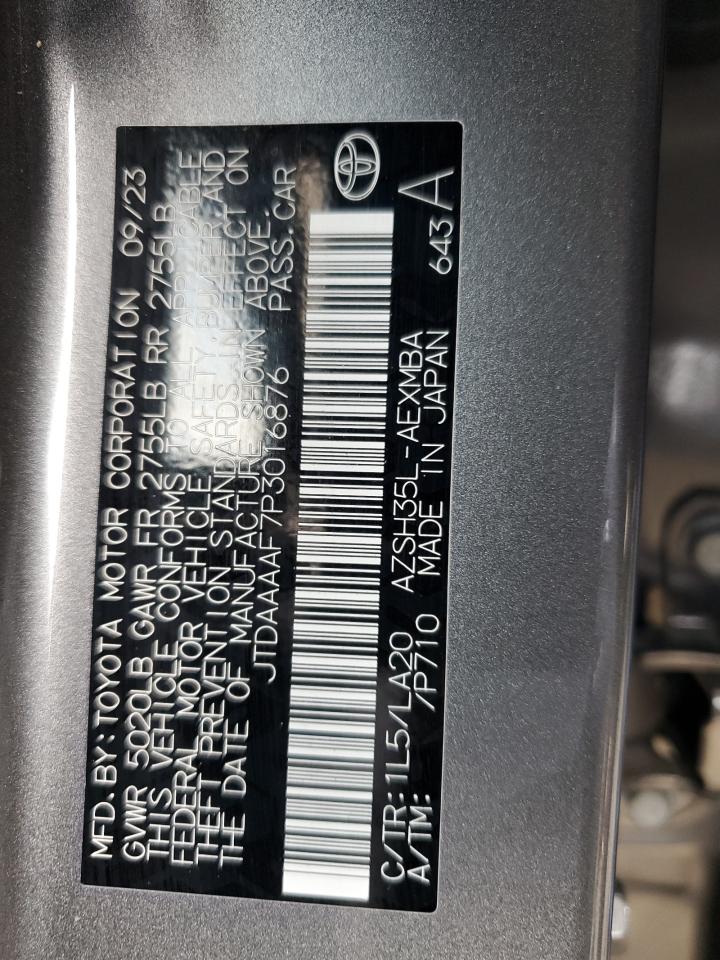 MFD. BY: TOYOTA MOTOR CORPORATION 09/23
GVWR 5020LB GAWR FR 2755LB RR 2755LB
THIS VEHICLE CONFORMS TO ALL APPLICABLE
FEDERAL MOTOR VEHICLE SAFETY, BUMPER, AND
THEFT PREVENTION STANDARDS IN EFFECT ON
THE DATE OF MANUFACTURE SHOWN ABOVE.
JTDAAAAF7P30T6876 PASS. CAR
C/TR: 1L5/LA20 AZSH35L-AEXMBA 643A
A/TM: /P710 MADE IN JAPAN